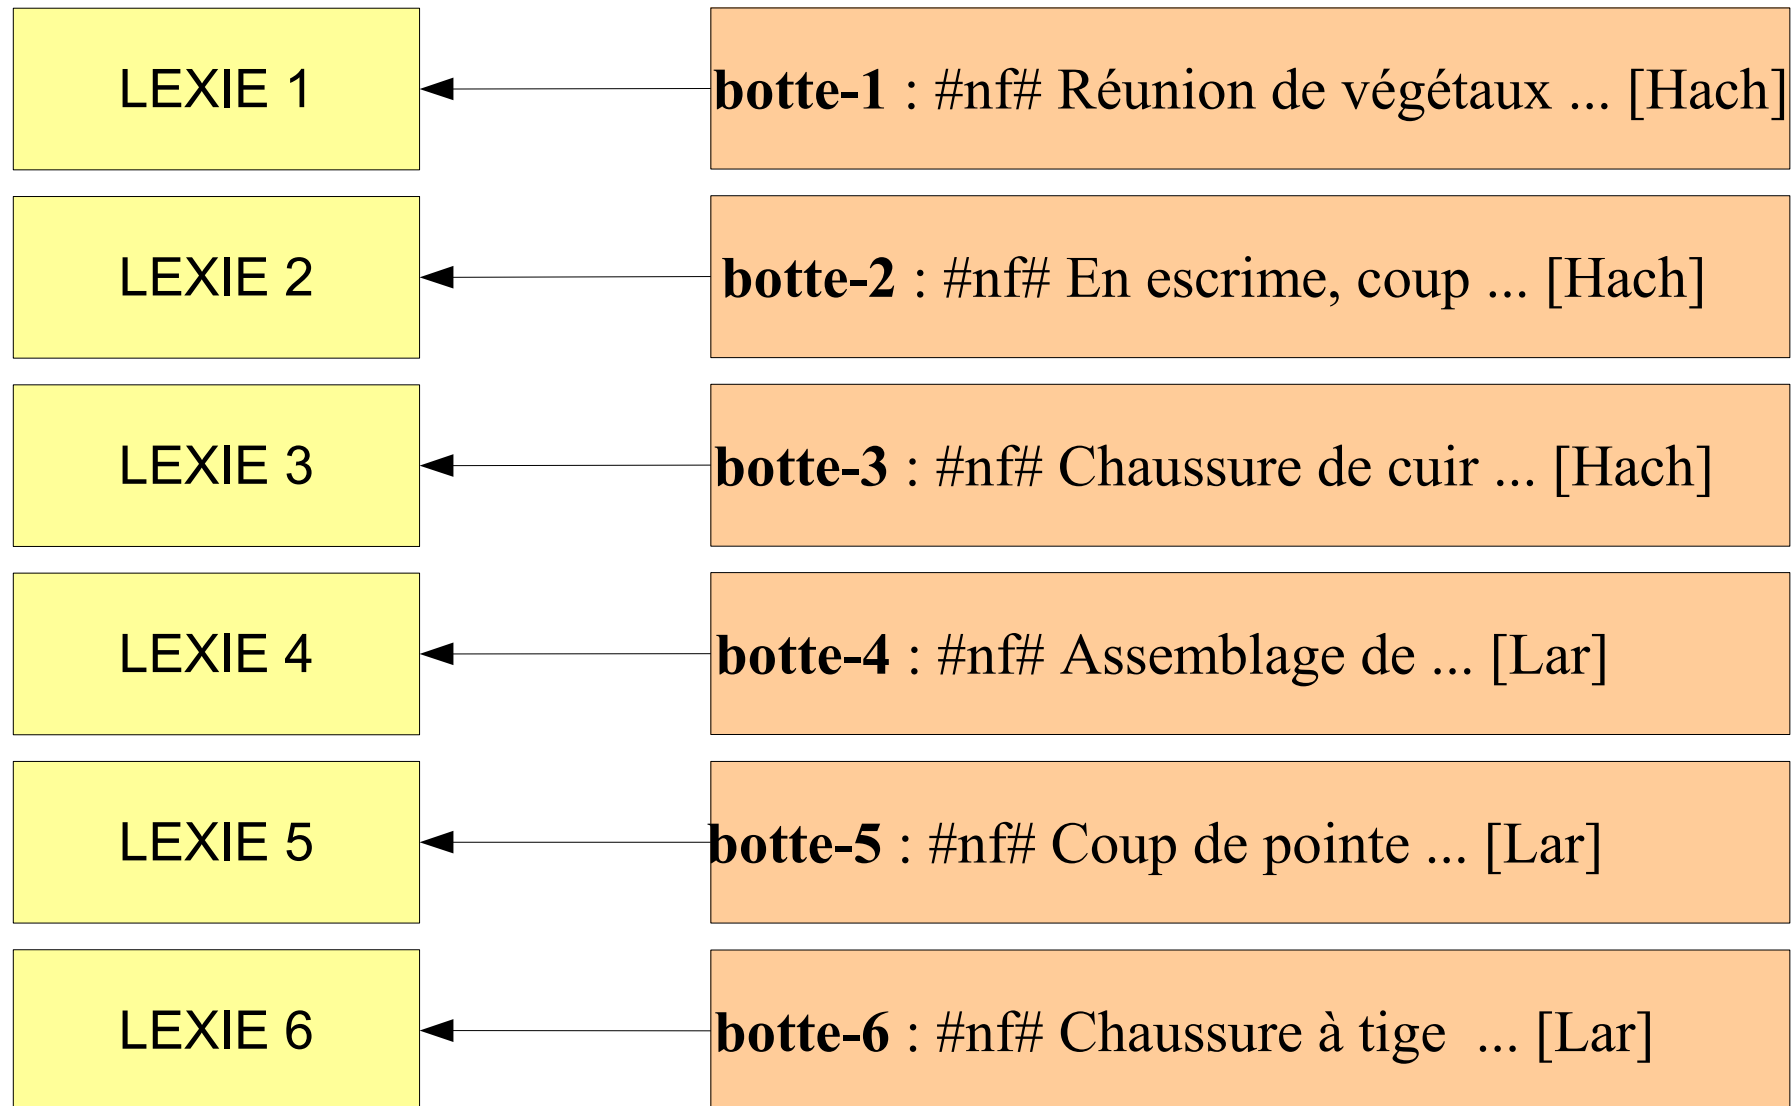 LEXIE 1 botte-1 : #nf# Réunion de végétaux ... [Hach]
LEXIE 2 botte-2 : #nf# En escrime, coup ... [Hach]
LEXIE 3 botte-3 : #nf# Chaussure de cuir ... [Hach]
LEXIE 4 botte-4 : #nf# Assemblage de ... [Lar]
LEXIE 5 botte-5 : #nf# Coup de pointe ... [Lar]
LEXIE 6 botte-6 : #nf# Chaussure à tige ... [Lar]